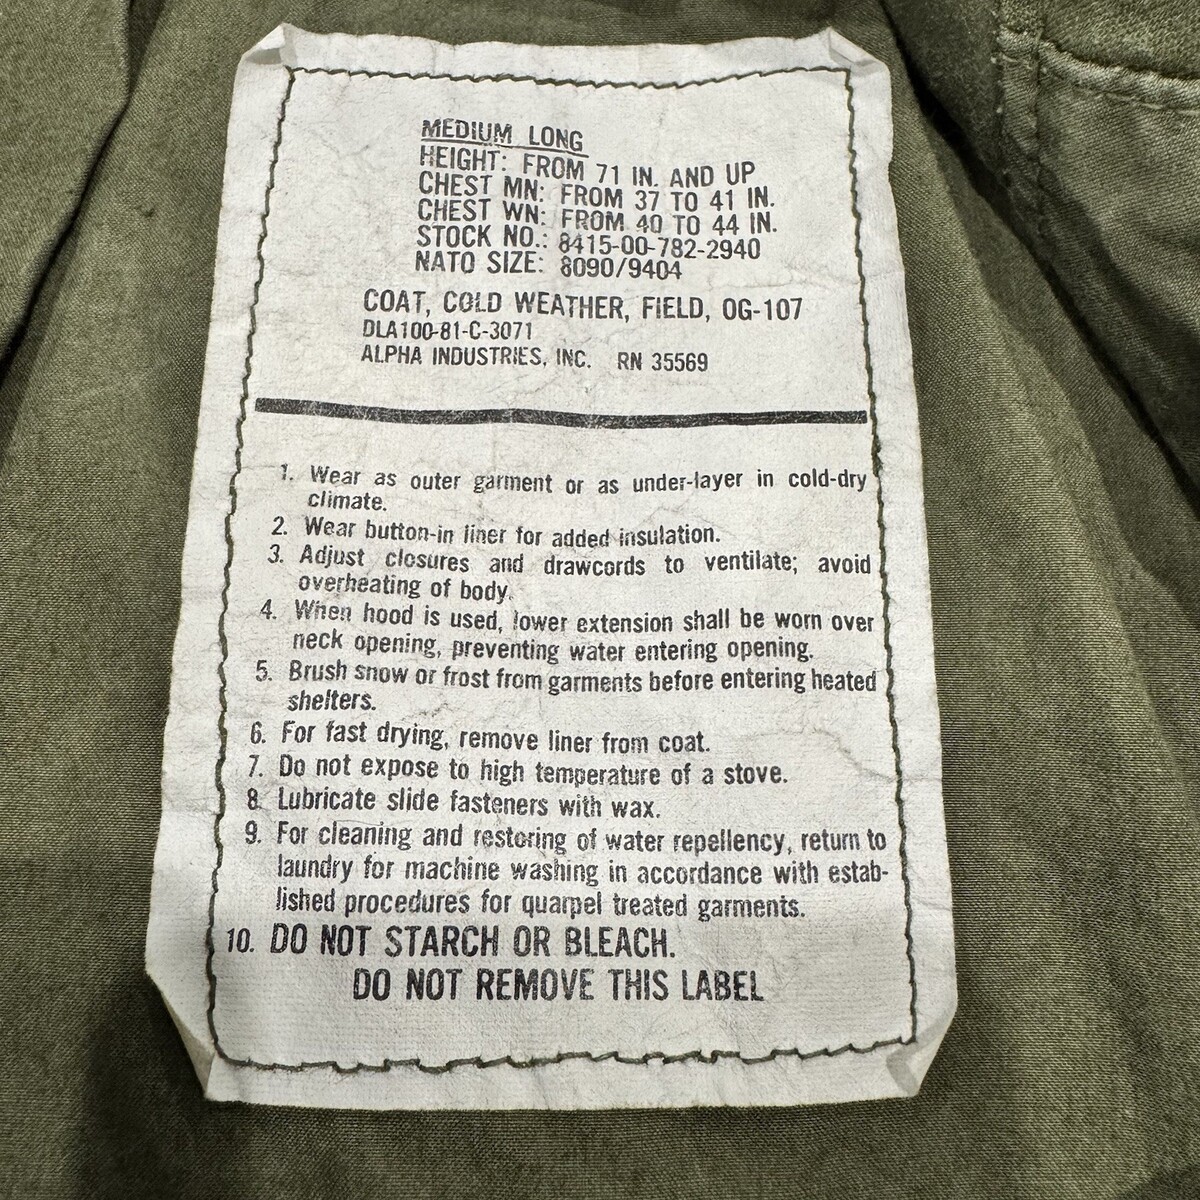 MEDIUM LONG
HEIGHT: FROM 71 IN. AND UP
CHEST MN: FROM 37 TO 41 IN.
CHEST WN: FROM 40 TO 44 IN.
STOCK NO.: 8415-00-782-2940
NATO SIZE: 8090/9404
COAT, COLD WEATHER, FIELD, OG-107
DLA100-81-C-3071
ALPHA INDUSTRIES, INC. RN 35569
1. Wear as outer garment or as under-layer in cold-dry
climate.
2. Wear button-in liner for added insulation.
3. Adjust closures and drawcords to ventilate; avoid
overheating of body.
4. When hood is used, lower extension shall be worn over
neck opening, preventing water entering opening.
5. Brush snow or frost from garments before entering heated
shelters.
6. For fast drying, remove liner from coat.
7. Do not expose to high temperature of a stove.
8. Lubricate slide fasteners with wax.
9. For cleaning and restoring of water repellency, return to
laundry for machine washing in accordance with estab-
lished procedures for quarpel treated garments.
10. DO NOT STARCH OR BLEACH.
DO NOT REMOVE THIS LABEL